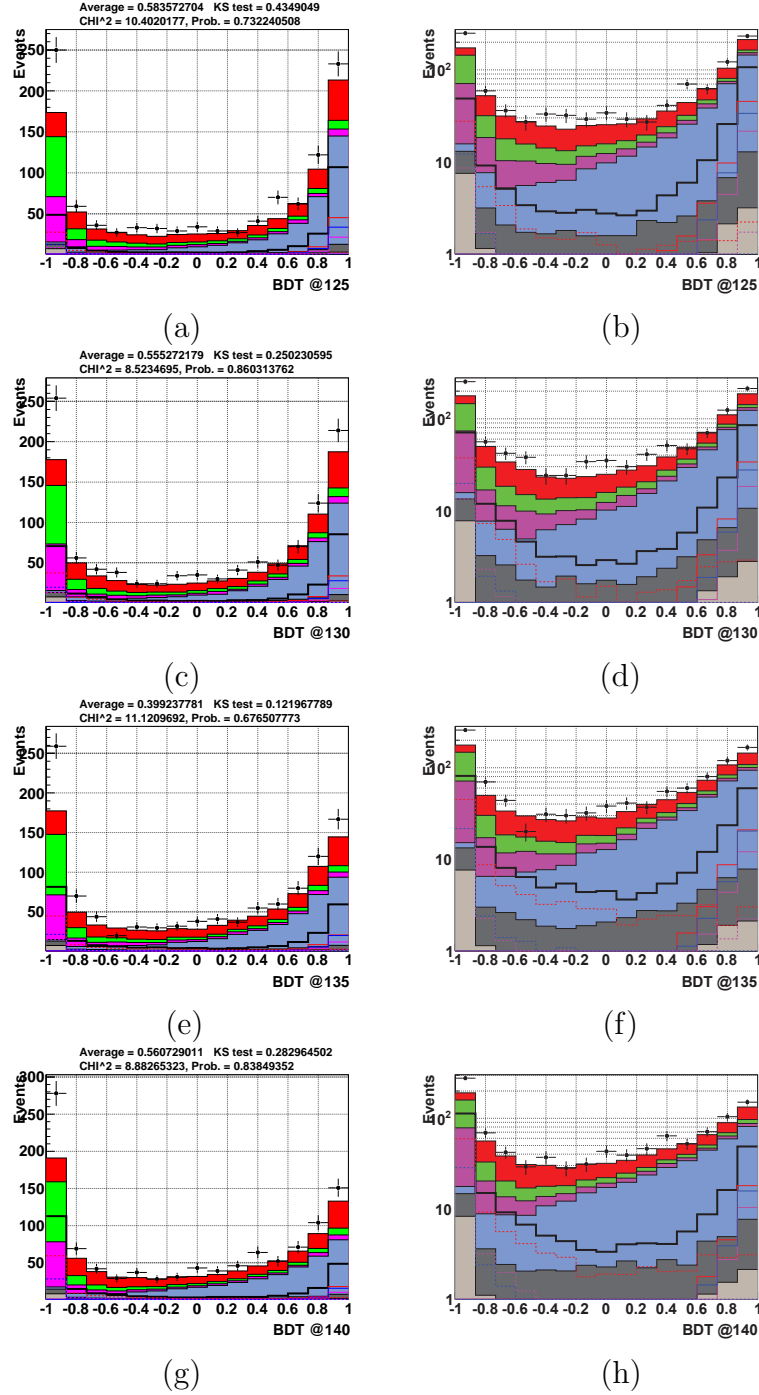 Average = 0.583572704 KS test = 0.4349049
CHI^2 = 10.4020177, Prob. = 0.732240508
Events
250
200
150
100
50
-1 -0.8 -0.6 -0.4 -0.2 0 0.2 0.4 0.6 0.8 1
BDT @125
(a)
Events
10^2
10
1
-1 -0.8 -0.6 -0.4 -0.2 0 0.2 0.4 0.6 0.8 1
BDT @125
(b)
Average = 0.555272179 KS test = 0.250230595
CHI^2 = 8.5234695, Prob. = 0.860313762
Events
250
200
150
100
50
-1 -0.8 -0.6 -0.4 -0.2 0 0.2 0.4 0.6 0.8 1
BDT @130
(c)
Events
10^2
10
1
-1 -0.8 -0.6 -0.4 -0.2 0 0.2 0.4 0.6 0.8 1
BDT @130
(d)
Average = 0.399237781 KS test = 0.121967789
CHI^2 = 11.1209692, Prob. = 0.676507773
Events
250
200
150
100
50
-1 -0.8 -0.6 -0.4 -0.2 0 0.2 0.4 0.6 0.8 1
BDT @135
(e)
Events
10^2
10
1
-1 -0.8 -0.6 -0.4 -0.2 0 0.2 0.4 0.6 0.8 1
BDT @135
(f)
Average = 0.560729011 KS test = 0.282964502
CHI^2 = 8.88265323, Prob. = 0.83849352
Events
300
250
200
150
100
50
-1 -0.8 -0.6 -0.4 -0.2 0 0.2 0.4 0.6 0.8 1
BDT @140
(g)
Events
10^2
10
1
-1 -0.8 -0.6 -0.4 -0.2 0 0.2 0.4 0.6 0.8 1
BDT @140
(h)